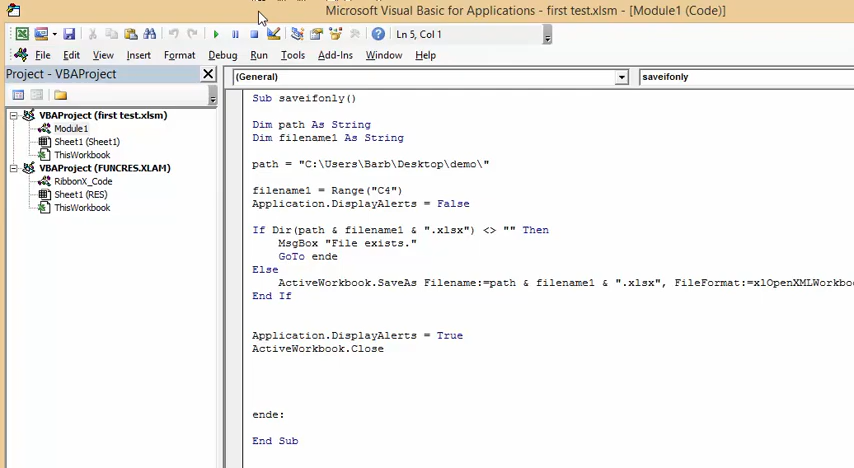 Microsoft Visual Basic for Applications - first test.xlsm - [Module1 (Code)]
Ln 5, Col 1
File Edit View Insert Format Debug Run Tools Add-Ins Window Help
Project - VBAProject
(General) saveifonly
VBAProject (first test.xlsm)
Module1
Sheet1 (Sheet1)
ThisWorkbook
VBAProject (FUNCRES.XLAM)
RibbonX_Code
Sheet1 (RES)
ThisWorkbook
Sub saveifonly()
Dim path As String
Dim filename1 As String
path = "C:\Users\Barb\Desktop\demo\"
filename1 = Range("C4")
Application.DisplayAlerts = False
If Dir(path & filename1 & ".xlsx") <> "" Then
MsgBox "File exists."
GoTo ende
Else
ActiveWorkbook.SaveAs Filename:=path & filename1 & ".xlsx", FileFormat:=xlOpenXMLWorkboo
End If
Application.DisplayAlerts = True
ActiveWorkbook.Close
ende:
End Sub